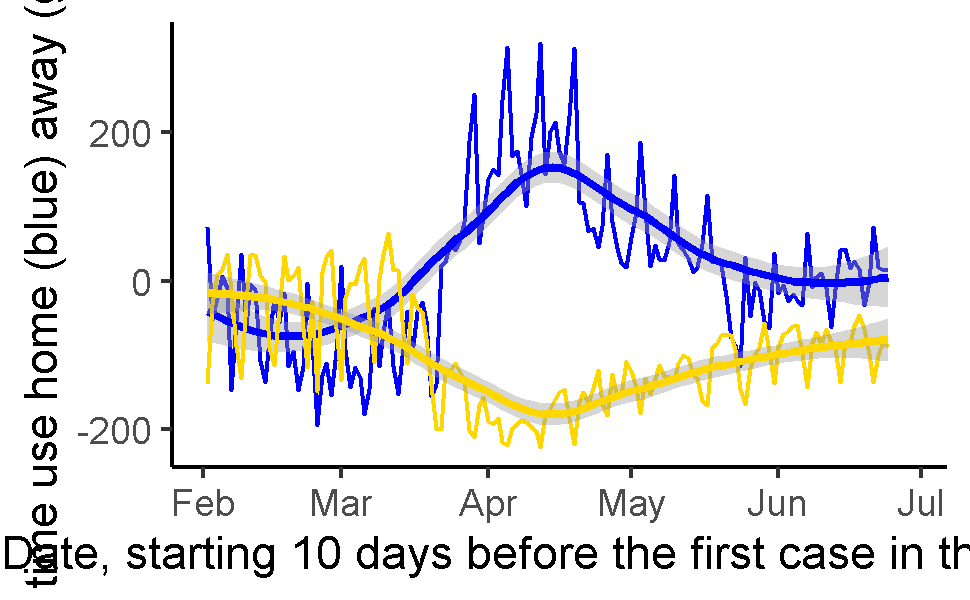 time use home (blue) away (
200
0
-200
Feb Mar Apr May Jun Jul
Date, starting 10 days before the first case in th